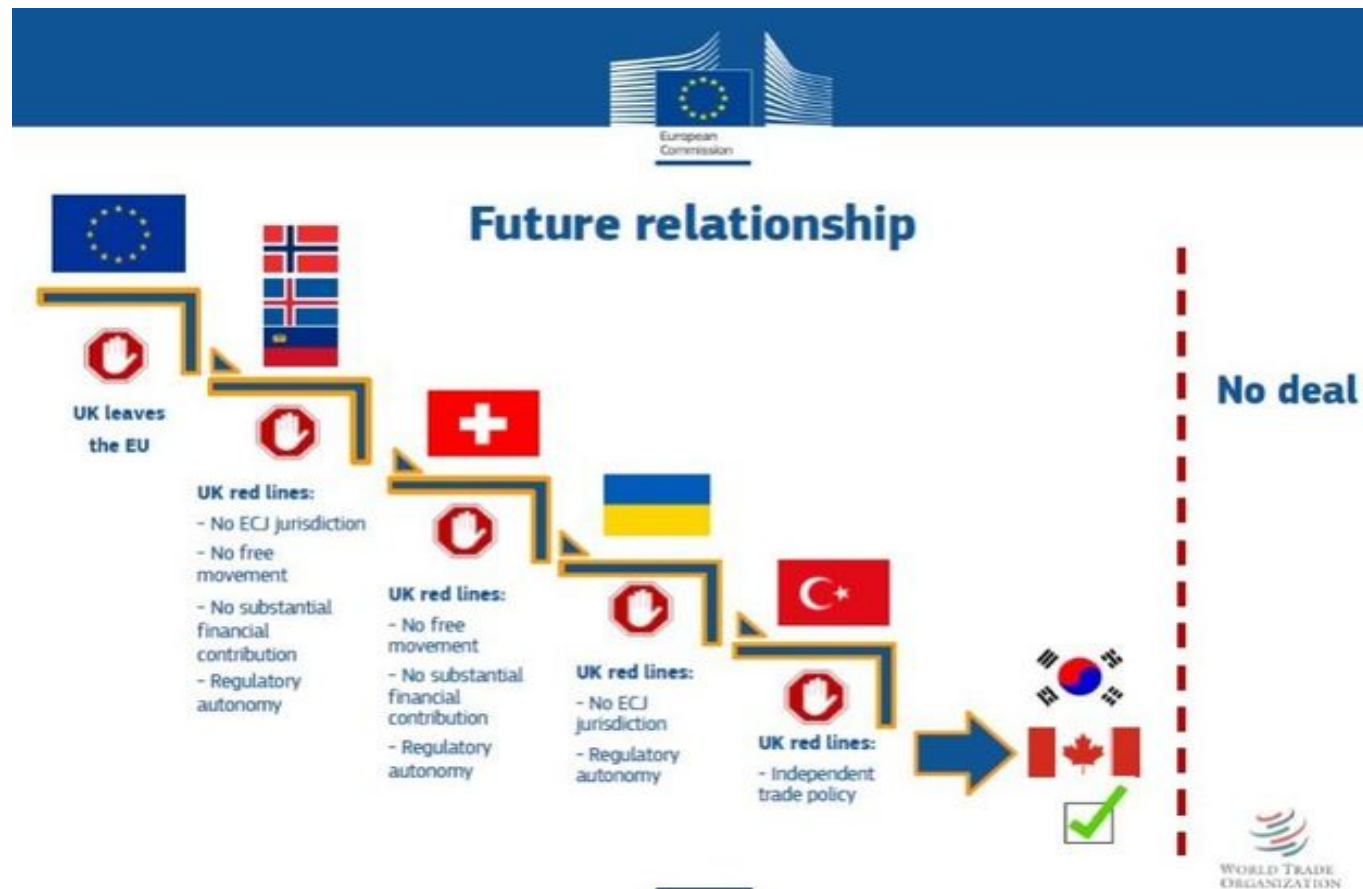 European
Commission
Future relationship
No deal
UK leaves
the EU
UK red lines:
- No ECJ jurisdiction
- No free
movement
- No substantial
financial
contribution
- Regulatory
autonomy
UK red lines:
- No free
movement
- No substantial
financial
contribution
- Regulatory
autonomy
UK red lines:
- No ECJ
jurisdiction
- Regulatory
autonomy
UK red lines:
- Independent
trade policy
WORLD TRADE
ORGANIZATION